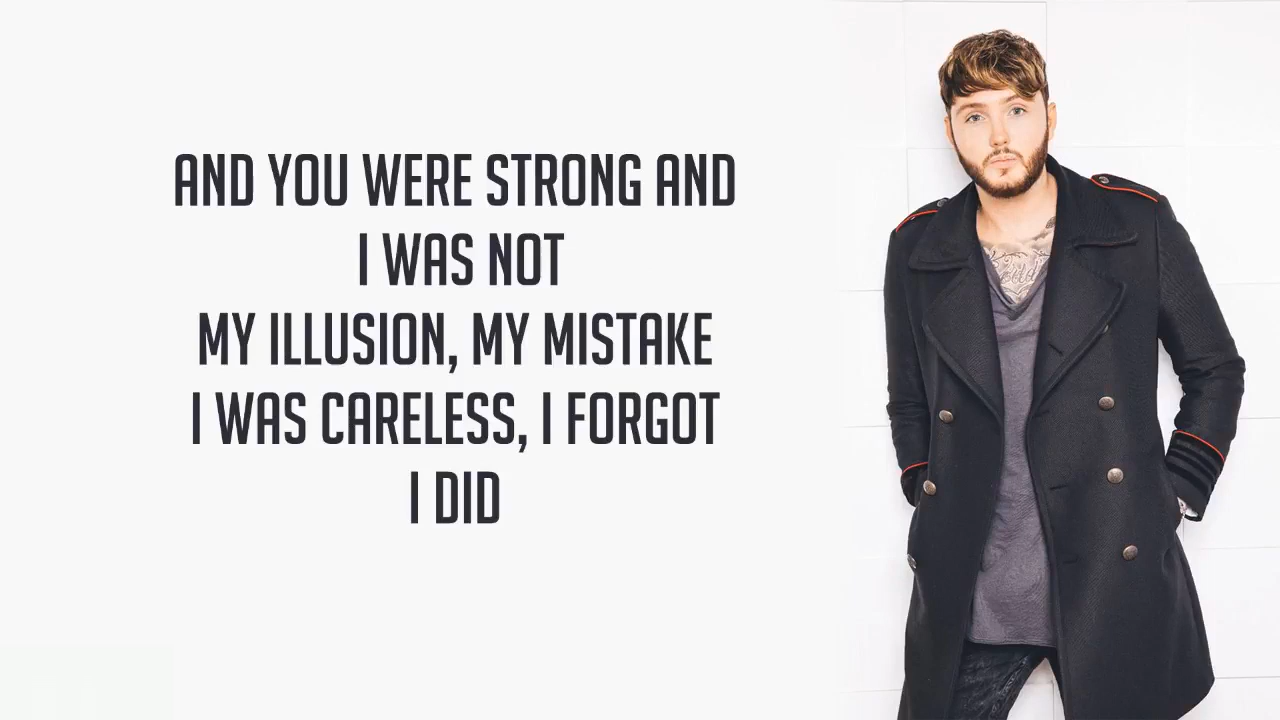 AND YOU WERE STRONG AND
I WAS NOT
MY ILLUSION, MY MISTAKE
I WAS CARELESS, I FORGOT
I DID